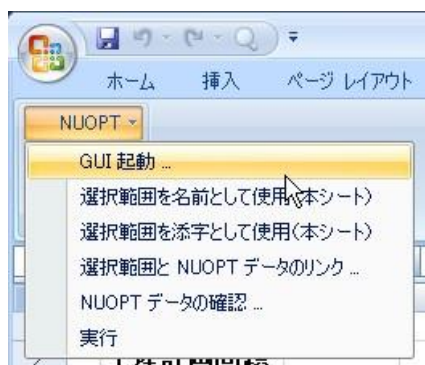 ホーム 挿入 ページ レイアウト
NUOPT
GUI 起動 ...
選択範囲を名前として使用(本シート)
選択範囲を添字として使用(本シート)
選択範囲と NUOPT データのリンク ...
NUOPT データの確認 ...
実行